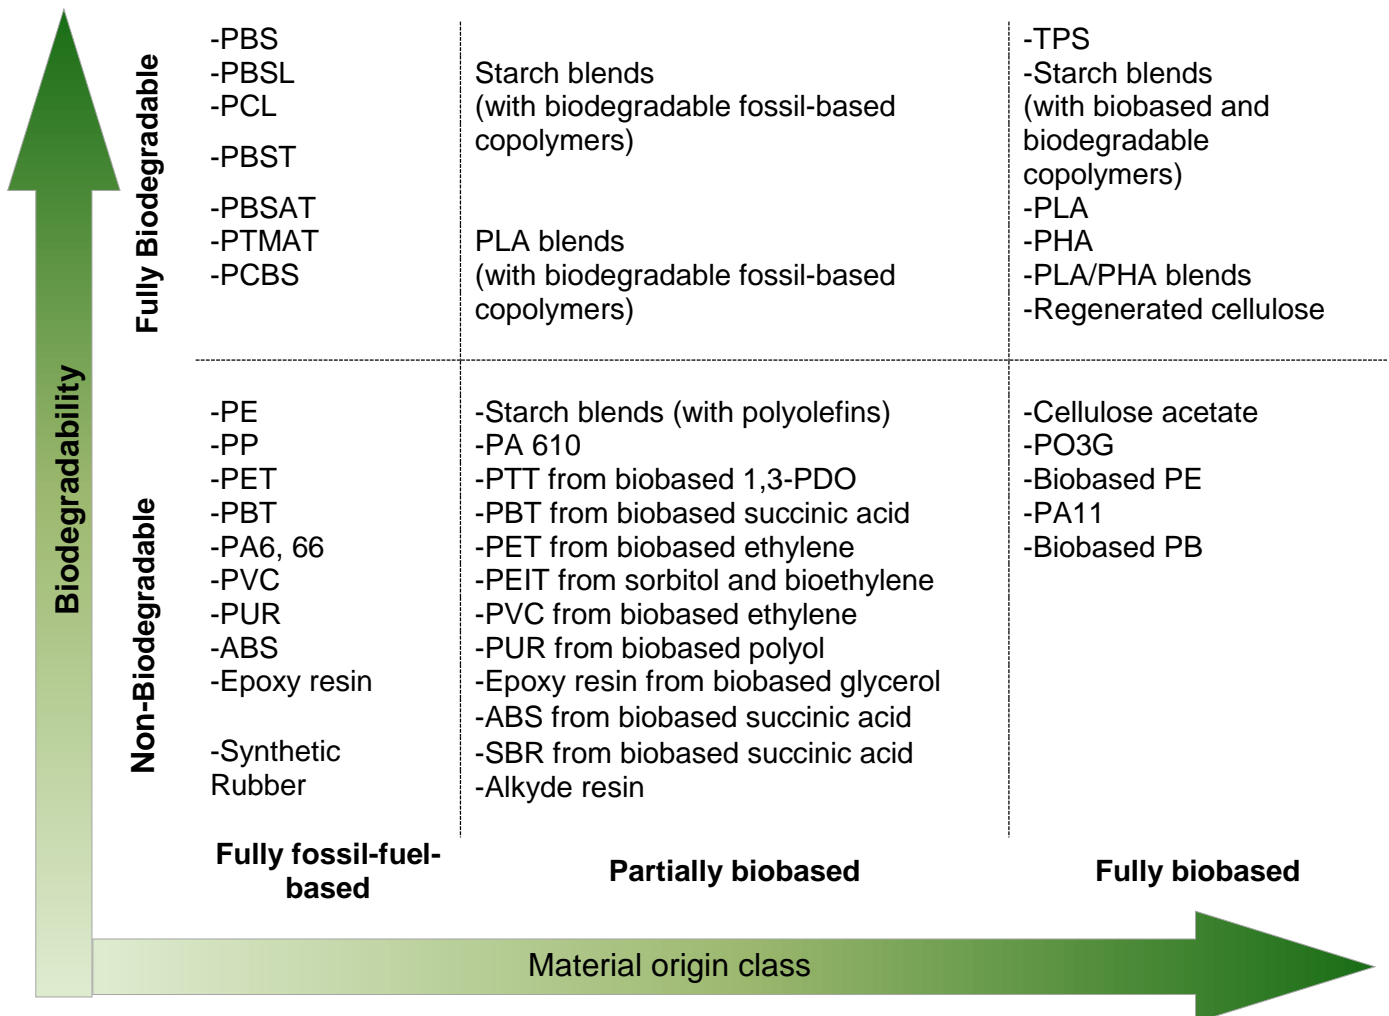 Biodegradability
Fully Biodegradable
-PBS
-PBSL
-PCL
-PBST
-PBSAT
-PTMAT
-PCBS
Starch blends
(with biodegradable fossil-based
copolymers)
PLA blends
(with biodegradable fossil-based
copolymers)
-TPS
-Starch blends
(with biobased and
biodegradable
copolymers)
-PLA
-PHA
-PLA/PHA blends
-Regenerated cellulose
Non-Biodegradable
-PE
-PP
-PET
-PBT
-PA6, 66
-PVC
-PUR
-ABS
-Epoxy resin
-Synthetic
Rubber
-Starch blends (with polyolefins)
-PA 610
-PTT from biobased 1,3-PDO
-PBT from biobased succinic acid
-PET from biobased ethylene
-PEIT from sorbitol and bioethylene
-PVC from biobased ethylene
-PUR from biobased polyol
-Epoxy resin from biobased glycerol
-ABS from biobased succinic acid
-SBR from biobased succinic acid
-Alkyde resin
-Cellulose acetate
-PO3G
-Biobased PE
-PA11
-Biobased PB
Fully fossil-fuel-
based
Partially biobased
Fully biobased
Material origin class